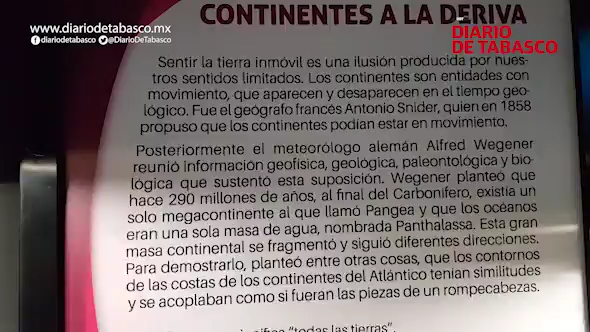 www.diariodetabasco.mx
diariodetabasco @DiarioDeTabasco
CONTINENTES A LA DERIVA
DIARIO
DE TABASCO
Sentir la tierra inmóvil es una ilusión producida por nues-
tros sentidos limitados. Los continentes son entidades con
movimiento, que aparecen y desaparecen en el tiempo geo-
lógico. Fue el geógrafo francés Antonio Snider, quien en 1858
propuso que los continentes podían estar en movimiento.
Posteriormente el meteorólogo alemán Alfred Wegener
reunió información geofísica, geológica, paleontológica y bio-
lógica que sustentó esta suposición. Wegener planteó que
hace 290 millones de años, al final del Carbonífero, existía un
solo megacontinente al que llamó Pangea y que los océanos
eran una sola masa de agua, nombrada Panthalassa. Esta gran
masa continental se fragmentó y siguió diferentes direcciones.
Para demostrarlo, planteó entre otras cosas, que los contornos
de las costas de los continentes del Atlántico tenían similitudes
y se acoplaban como si fueran las piezas de un rompecabezas.
"todas las tierras".